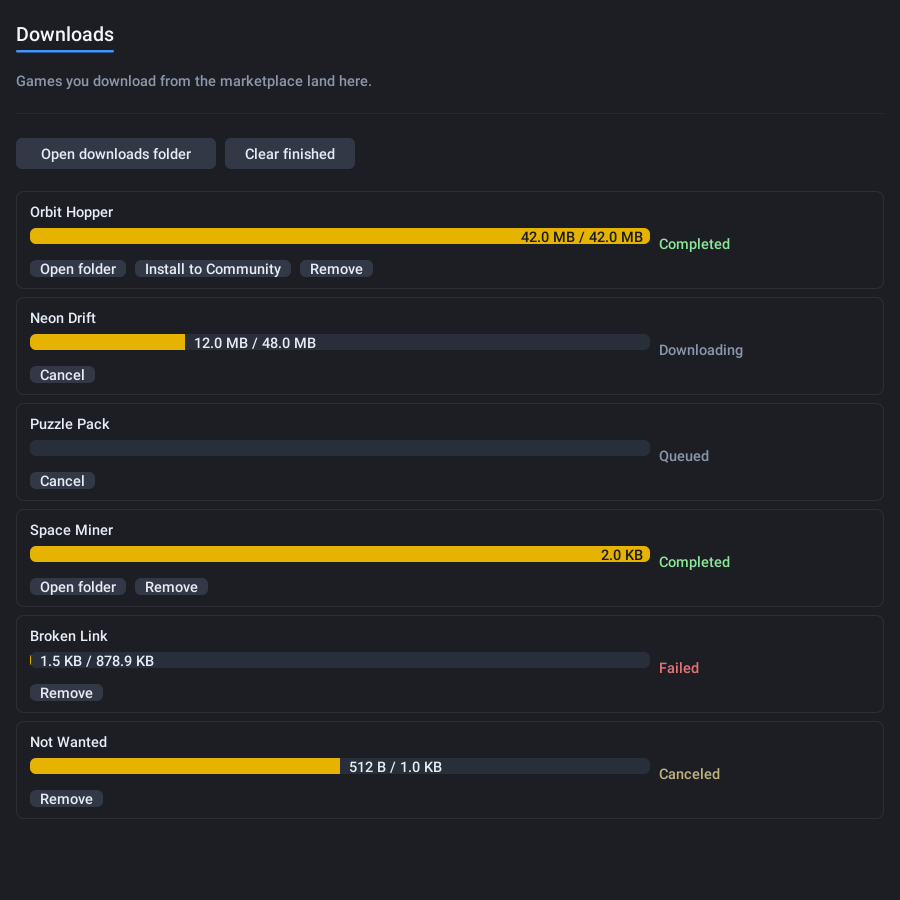 Downloads
Games you download from the marketplace land here.
Open downloads folder Clear finished
Orbit Hopper
42.0 MB / 42.0 MB Completed
Open folder Install to Community Remove
Neon Drift
12.0 MB / 48.0 MB Downloading
Cancel
Puzzle Pack
Queued
Cancel
Space Miner
2.0 KB Completed
Open folder Remove
Broken Link
1.5 KB / 878.9 KB Failed
Remove
Not Wanted
512 B / 1.0 KB Canceled
Remove